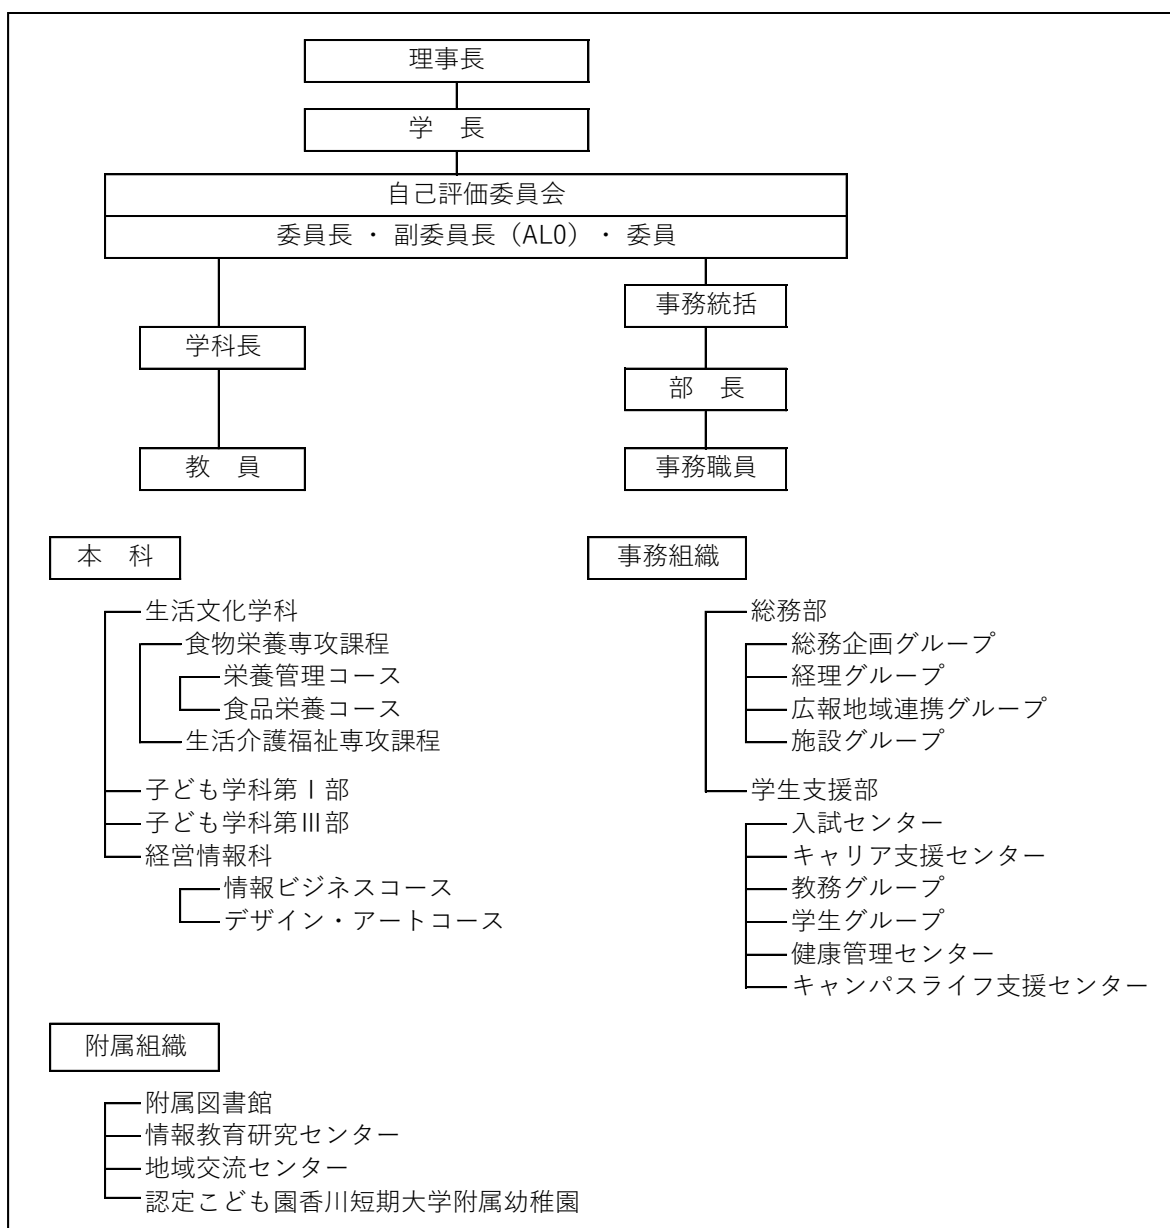 理事長
学　長
自己評価委員会
委員長 ・ 副委員長（ALO）・ 委員
学科長
教　員
事務統括
部　長
事務職員
本　科
生活文化学科
食物栄養専攻課程
栄養管理コース
食品栄養コース
生活介護福祉専攻課程
子ども学科第Ⅰ部
子ども学科第Ⅲ部
経営情報科
情報ビジネスコース
デザイン・アートコース
事務組織
総務部
総務企画グループ
経理グループ
広報地域連携グループ
施設グループ
学生支援部
入試センター
キャリア支援センター
教務グループ
学生グループ
健康管理センター
キャンパスライフ支援センター
附属組織
附属図書館
情報教育研究センター
地域交流センター
認定こども園香川短期大学附属幼稚園